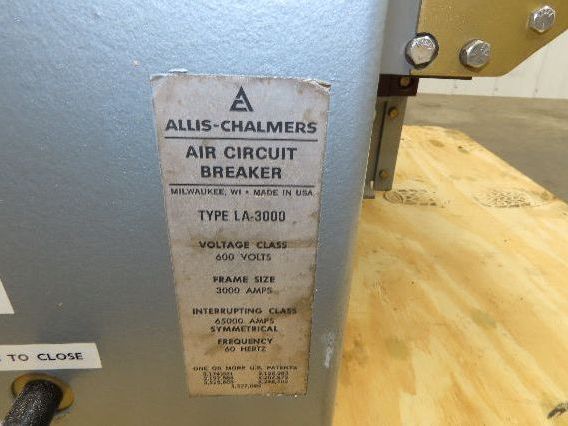 ALLIS-CHALMERS
AIR CIRCUIT
BREAKER
MILWAUKEE, WI • MADE IN USA
TYPE LA-3000
VOLTAGE CLASS
600 VOLTS
FRAME SIZE
3000 AMPS
INTERRUPTING CLASS
65000 AMPS
SYMMETRICAL
FREQUENCY
60 HERTZ
ONE OR MORE U.S. PATENTS
TO CLOSE